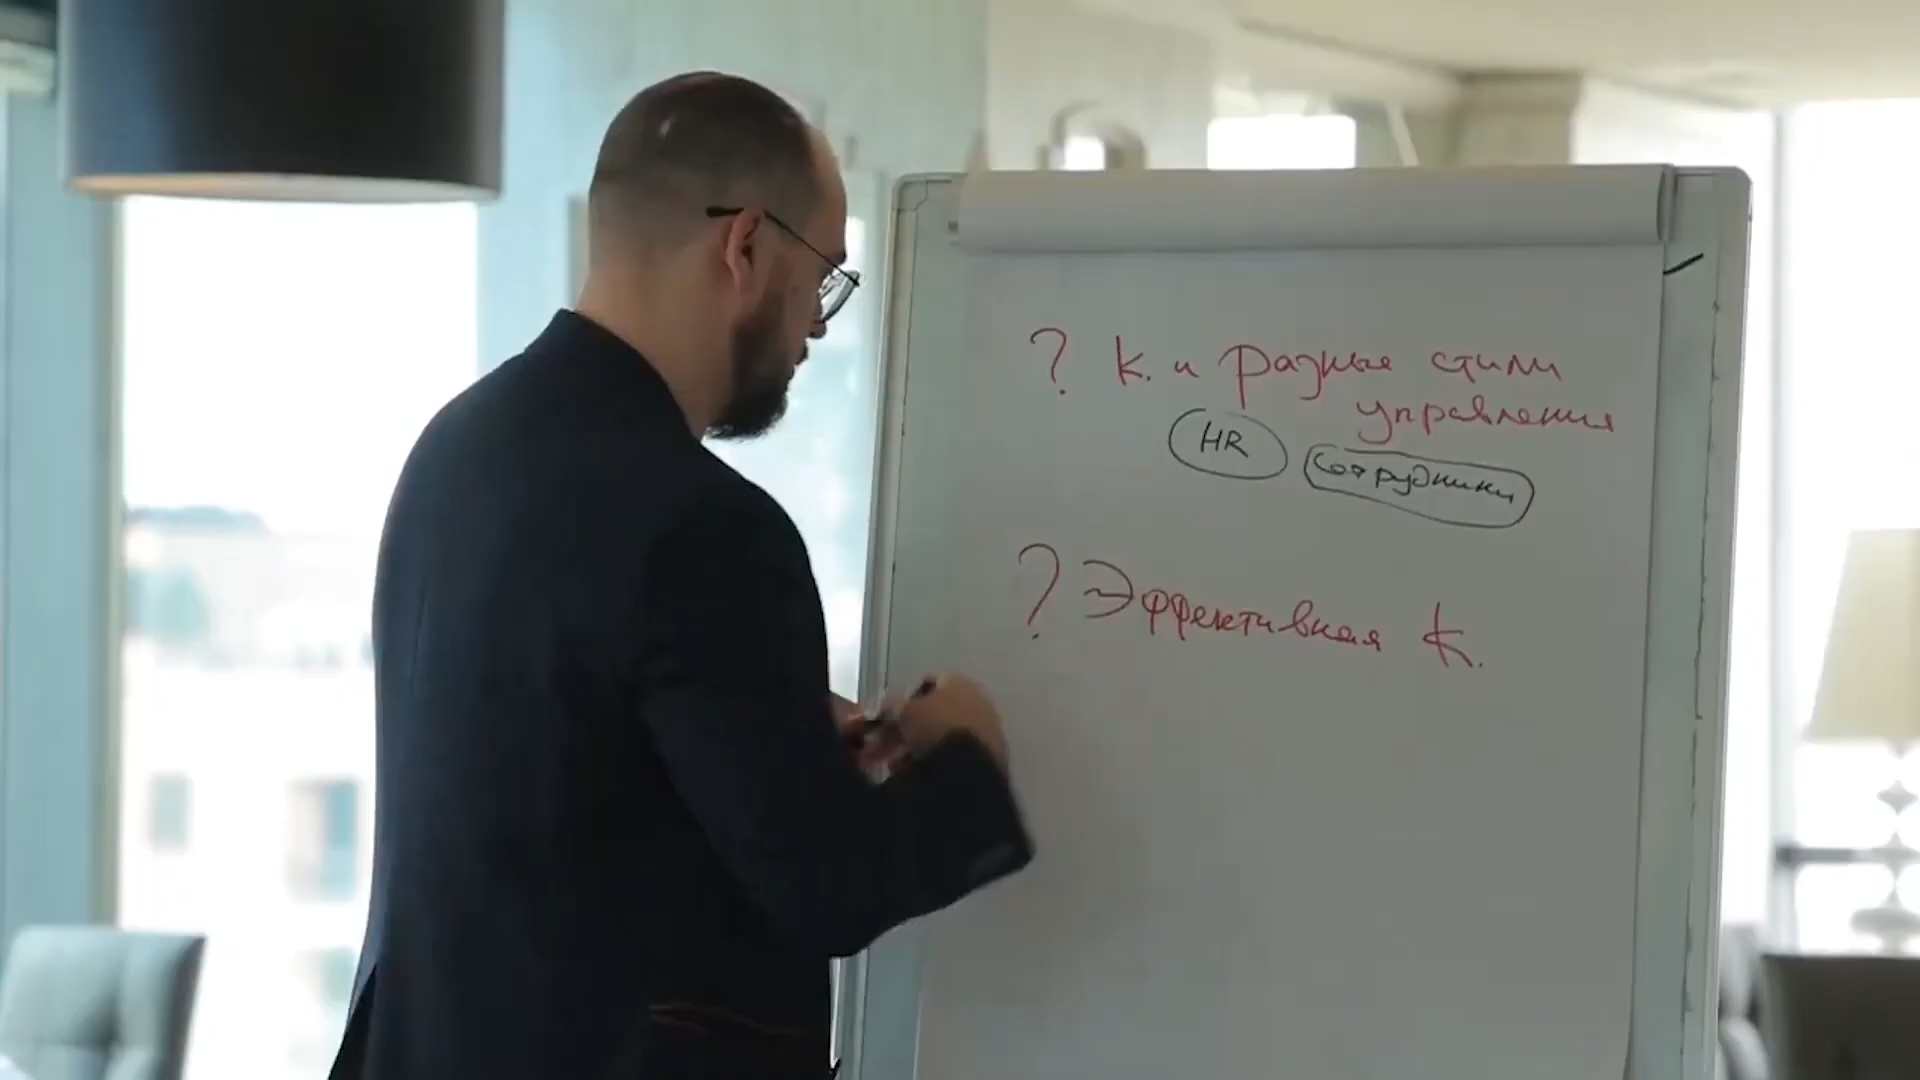 ? К. и разные стили
управления
HR сотрудники
? Эффективная К.